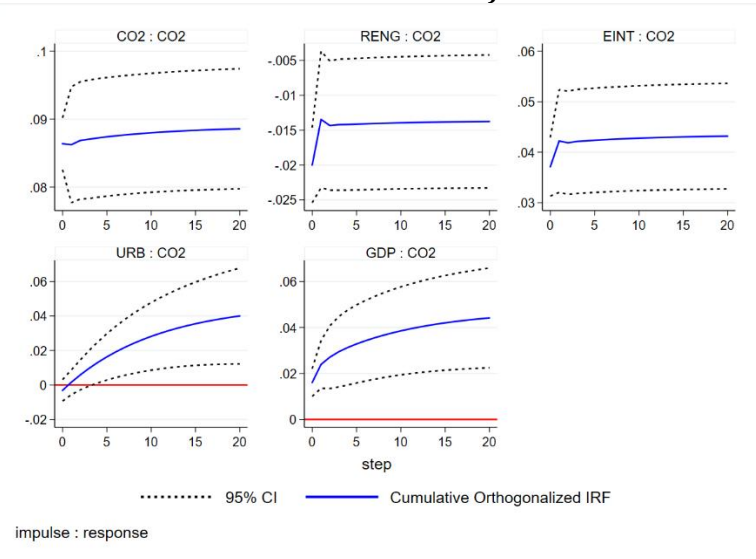 CO2 : CO2
.1
.09
.08
0 5 10 15 20
RENG : CO2
-.005
-.01
-.015
-.02
-.025
0 5 10 15 20
EINT : CO2
.06
.05
.04
.03
0 5 10 15 20
URB : CO2
.06
.04
.02
0
-.02
0 5 10 15 20
GDP : CO2
.06
.04
.02
0
0 5 10 15 20
step
95% CI
Cumulative Orthogonalized IRF
impulse : response